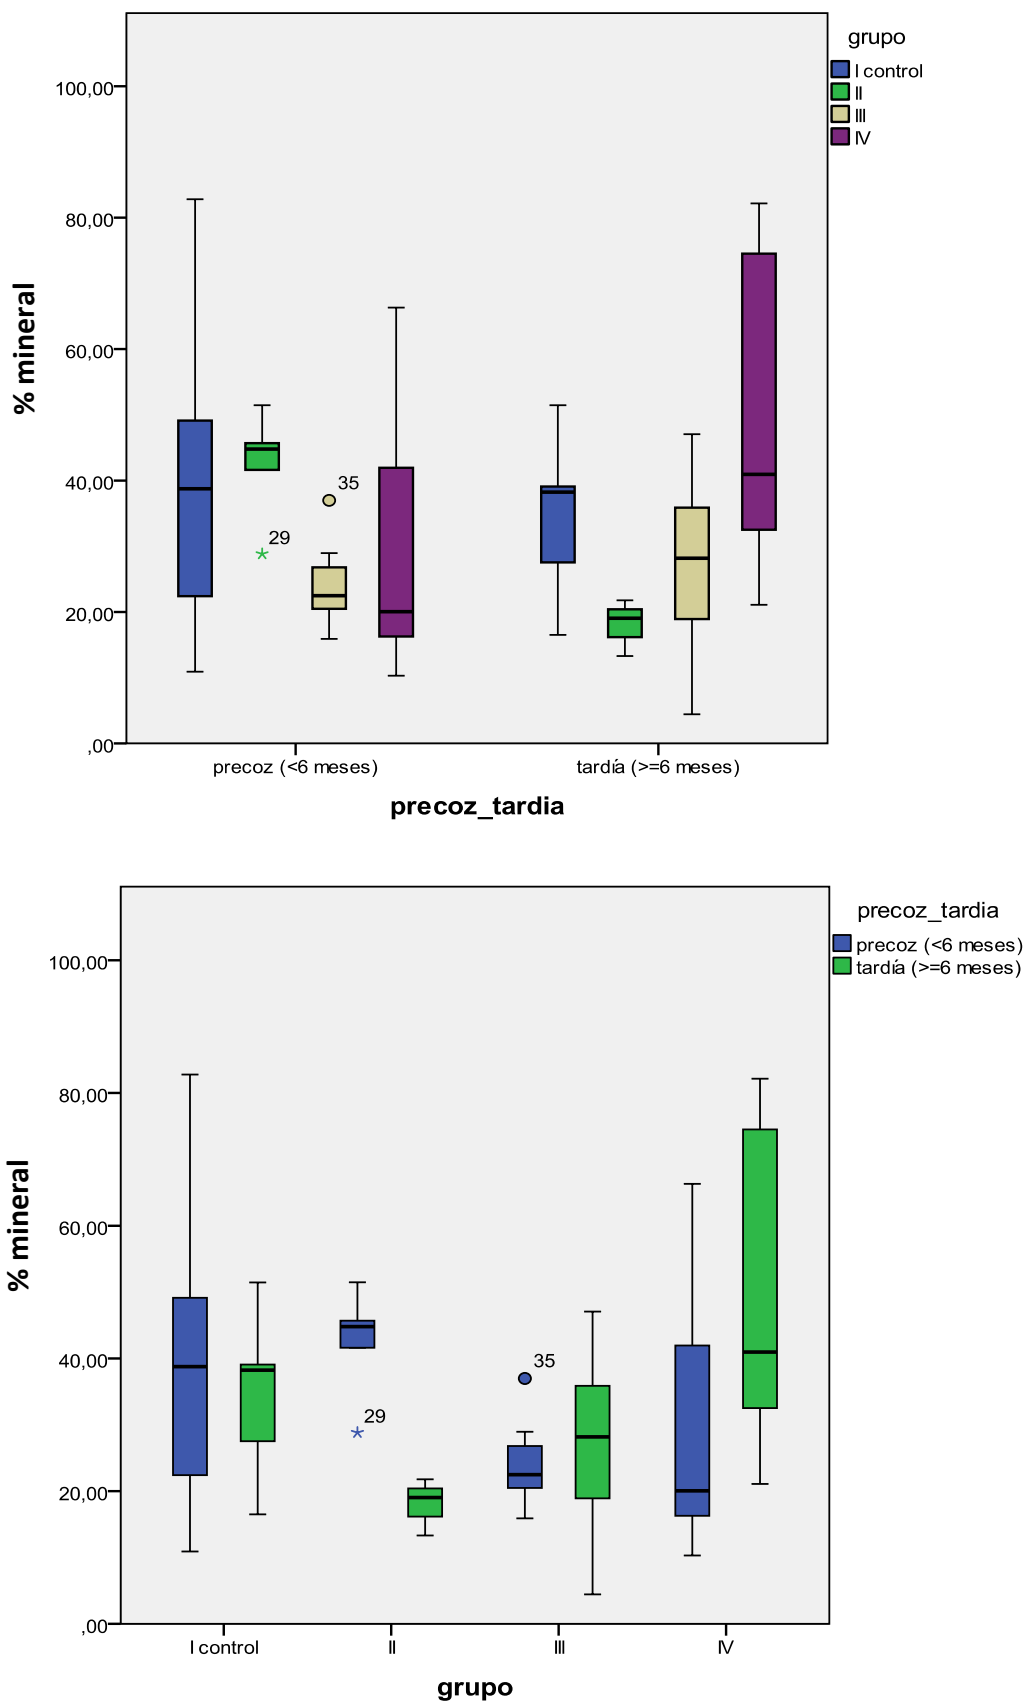 grupo
I control
II
III
IV
100,00
80,00
60,00
40,00
20,00
,00
% mineral
35
29
precoz (<6 meses)
tardía (>=6 meses)
precoz_tardia
precoz_tardia
precoz (<6 meses)
tardía (>=6 meses)
100,00
80,00
60,00
40,00
20,00
,00
% mineral
35
29
I control
II
III
IV
grupo